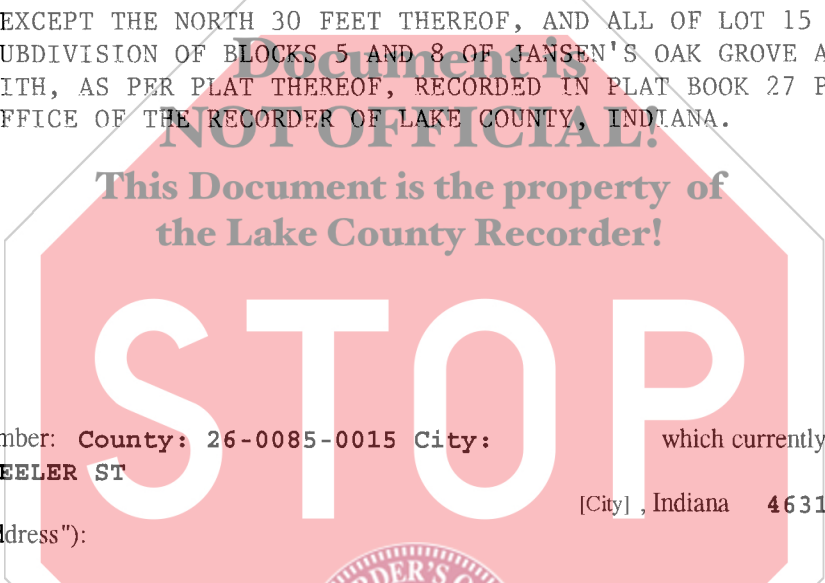 EXCEPT THE NORTH 30 FEET THEREOF, AND ALL OF LOT 15
UBDIVISION OF BLOCKS 5 AND 8 OF JANSEN'S OAK GROVE A
Document is
ITH, AS PER PLAT THEREOF, RECORDED IN PLAT BOOK 27 P
FFICE OF THE RECORDER OF LAKE COUNTY, INDIANA.
NOT OFFICIAL!
This Document is the property of
the Lake County Recorder!
STOP
mber: County: 26-0085-0015 City: which currently
EELER ST
[City] , Indiana 4631
ddress"):
RDER'S O